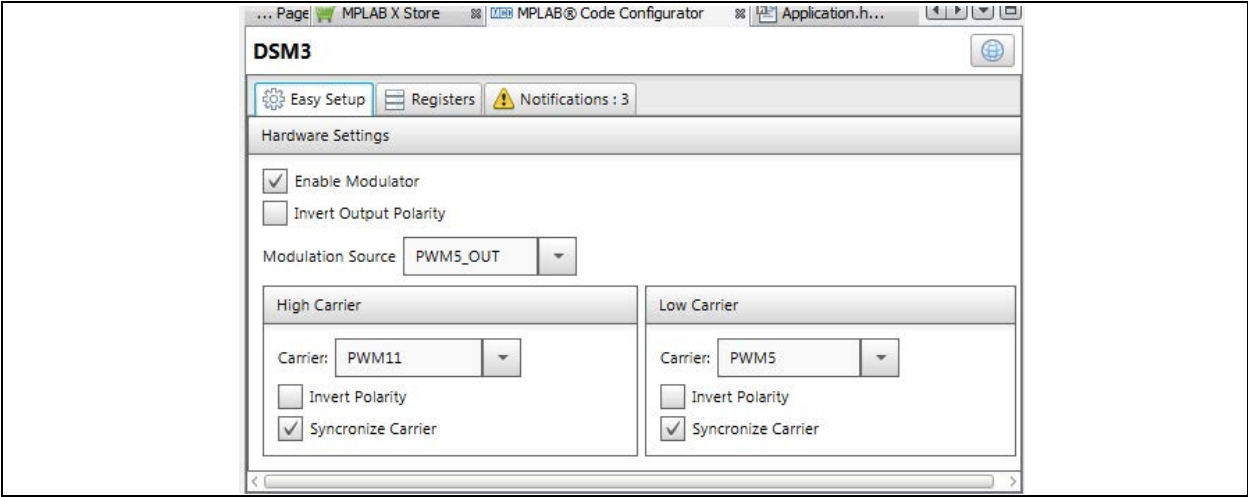 ... Page MPLAB X Store MPLAB® Code Configurator Application.h...
DSM3
Easy Setup Registers Notifications : 3
Hardware Settings
Enable Modulator
Invert Output Polarity
Modulation Source PWM5_OUT
High Carrier Low Carrier
Carrier: PWM11 Carrier: PWM5
Invert Polarity Invert Polarity
Syncronize Carrier Syncronize Carrier